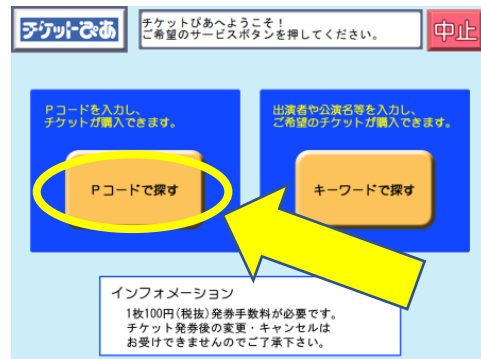 チケットぴあ
チケットぴあへようこそ！
ご希望のサービスボタンを押してください。
中止
Pコードを入力し、
チケットが購入できます。
Pコードで探す
出演者や公演名等を入力し、
ご希望のチケットが購入できます。
キーワードで探す
インフォメーション
1枚100円(税抜)発券手数料が必要です。
チケット発券後の変更・キャンセルは
お受けできませんのでご了承下さい。